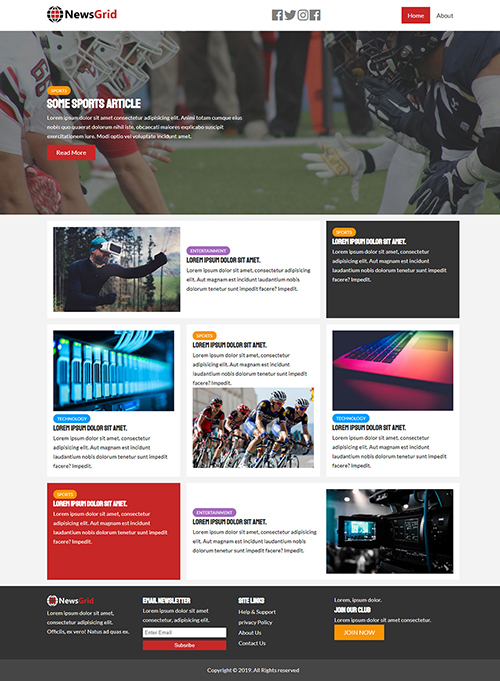 NewsGrid
Home
About
SPORTS
SOME SPORTS ARTICLE
Lorem ipsum dolor sit amet consectetur adipisicing elit. Animi totam cumque eius
nobis quo quaerat dolorum nihil iste, obcaecati maiores explicabo suscipit
exercitationem iure. Modi optio vel voluptate incidunt amet.
Read More
ENTERTAINMENT
LOREM IPSUM DOLOR SIT AMET.
Lorem ipsum dolor sit amet, consectetur adipisicing
elit. Aut magnam est incidunt impedit, laudantium
nobis dolorum tenetur sunt impedit facere? Impedit.
SPORTS
LOREM IPSUM DOLOR SIT AMET.
Lorem ipsum dolor sit amet, consectetur
adipisicing elit. Aut magnam est incidunt
laudantium nobis dolorum tenetur sunt impedit
facere? Impedit.
TECHNOLOGY
LOREM IPSUM DOLOR SIT AMET.
Lorem ipsum dolor sit amet, consectetur
adipisicing elit. Aut magnam est incidunt
laudantium nobis dolorum tenetur sunt impedit
facere? Impedit.
SPORTS
LOREM IPSUM DOLOR SIT AMET.
Lorem ipsum dolor sit amet, consectetur
adipisicing elit. Aut magnam est incidunt
laudantium nobis dolorum tenetur sunt impedit
facere? Impedit.
TECHNOLOGY
LOREM IPSUM DOLOR SIT AMET.
Lorem ipsum dolor sit amet, consectetur
adipisicing elit. Aut magnam est incidunt
laudantium nobis dolorum tenetur sunt impedit
facere? Impedit.
SPORTS
LOREM IPSUM DOLOR SIT AMET.
Lorem ipsum dolor sit amet, consectetur
adipisicing elit. Aut magnam est incidunt
laudantium nobis dolorum tenetur sunt impedit
facere? Impedit.
ENTERTAINMENT
LOREM IPSUM DOLOR SIT AMET.
Lorem ipsum dolor sit amet, consectetur adipisicing
elit. Aut magnam est incidunt laudantium nobis
dolorum tenetur sunt impedit facere? Impedit.
NewsGrid
Lorem ipsum dolor sit amet,
consectetur adipisicing elit.
Officiis, ex vero! Natus ad quas ex.
EMAIL NEWSLETTER
Lorem ipsum dolor sit amet
consectetur, adipisicing elit.
Enter Email
Subsribe
SITE LINKS
Help & Support
privacy Policy
About Us
Contact Us
Lorem, ipsum dolor.
JOIN OUR CLUB
Lorem ipsum dolor sit amet consectetur.
JOIN NOW
Copyright © 2019. All Rights reserved